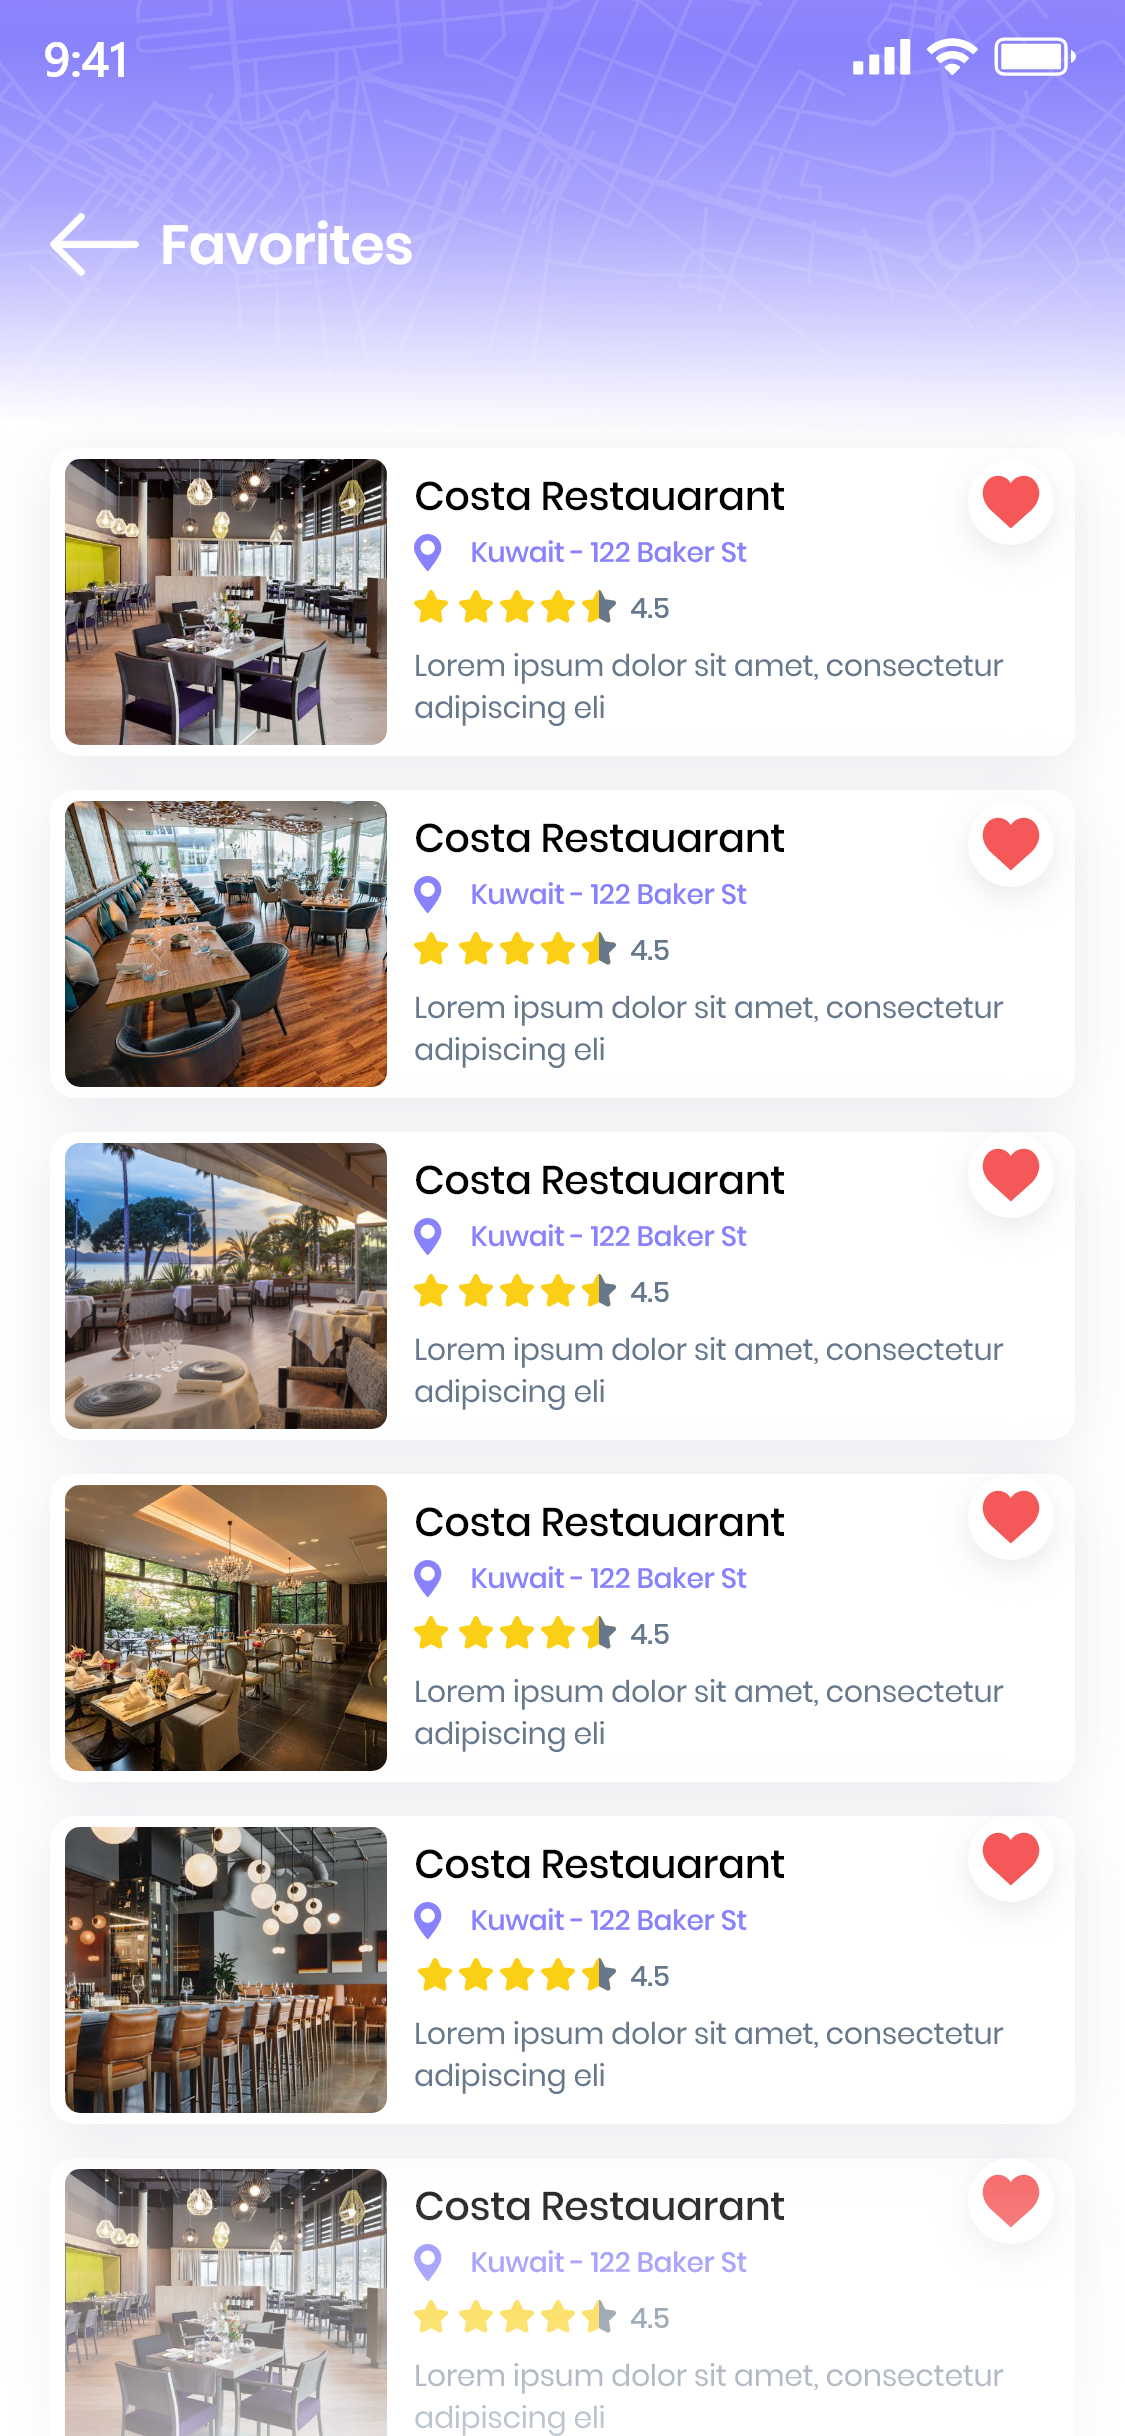 9:41
Favorites
Costa Restauarant
Kuwait - 122 Baker St
4.5
Lorem ipsum dolor sit amet, consectetur
adipiscing eli
Costa Restauarant
Kuwait - 122 Baker St
4.5
Lorem ipsum dolor sit amet, consectetur
adipiscing eli
Costa Restauarant
Kuwait - 122 Baker St
4.5
Lorem ipsum dolor sit amet, consectetur
adipiscing eli
Costa Restauarant
Kuwait - 122 Baker St
4.5
Lorem ipsum dolor sit amet, consectetur
adipiscing eli
Costa Restauarant
Kuwait - 122 Baker St
4.5
Lorem ipsum dolor sit amet, consectetur
adipiscing eli
Costa Restauarant
Kuwait - 122 Baker St
4.5
Lorem ipsum dolor sit amet, consectetur
adipiscing eli